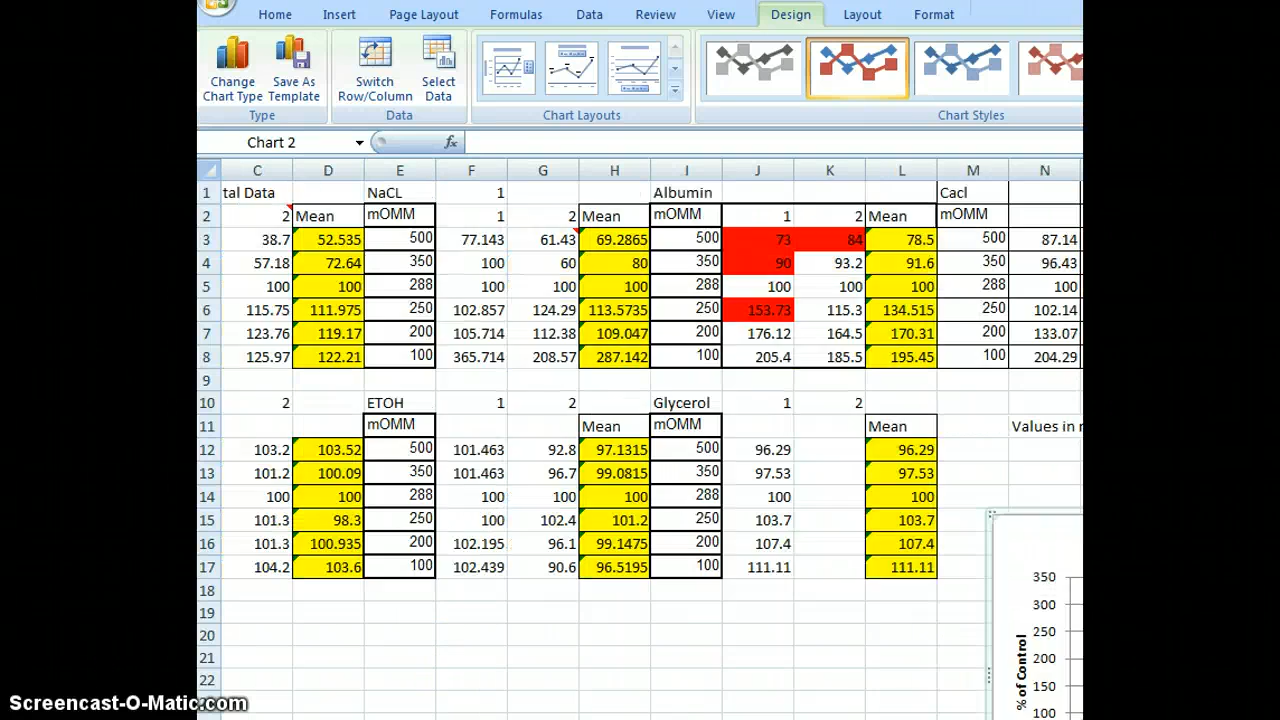 Home Insert Page Layout Formulas Data Review View Design Layout Format
Change Save As Switch Select
Chart Type Template Row/Column Data
Type Data Chart Layouts Chart Styles
Chart 2 fx
C D E F G H I J K L M N
1 tal Data NaCL 1 Albumin Cacl
2 2 Mean mOMM 1 2 Mean mOMM 1 2 Mean mOMM
3 38.7 52.535 500 77.143 61.43 69.2865 500 73 84 78.5 500 87.14
4 57.18 72.64 350 100 60 80 350 90 93.2 91.6 350 96.43
5 100 100 288 100 100 100 288 100 100 100 288 100
6 115.75 111.975 250 102.857 124.29 113.5735 250 153.73 115.3 134.515 250 102.14
7 123.76 119.17 200 105.714 112.38 109.047 200 176.12 164.5 170.31 200 133.07
8 125.97 122.21 100 365.714 208.57 287.142 100 205.4 185.5 195.45 100 204.29
9
10 2 ETOH 1 2 Glycerol 1 2
11 mOMM Mean mOMM Mean Values in
12 103.2 103.52 500 101.463 92.8 97.1315 500 96.29 96.29
13 101.2 100.09 350 101.463 96.7 99.0815 350 97.53 97.53
14 100 100 288 100 100 100 288 100 100
15 101.3 98.3 250 100 102.4 101.2 250 103.7 103.7
16 101.3 100.935 200 102.195 96.1 99.1475 200 107.4 107.4
17 104.2 103.6 100 102.439 90.6 96.5195 100 111.11 111.11
18
19
20
21
22
350
300
250
200
150
100
% of Control
Screencast-O-Matic.com